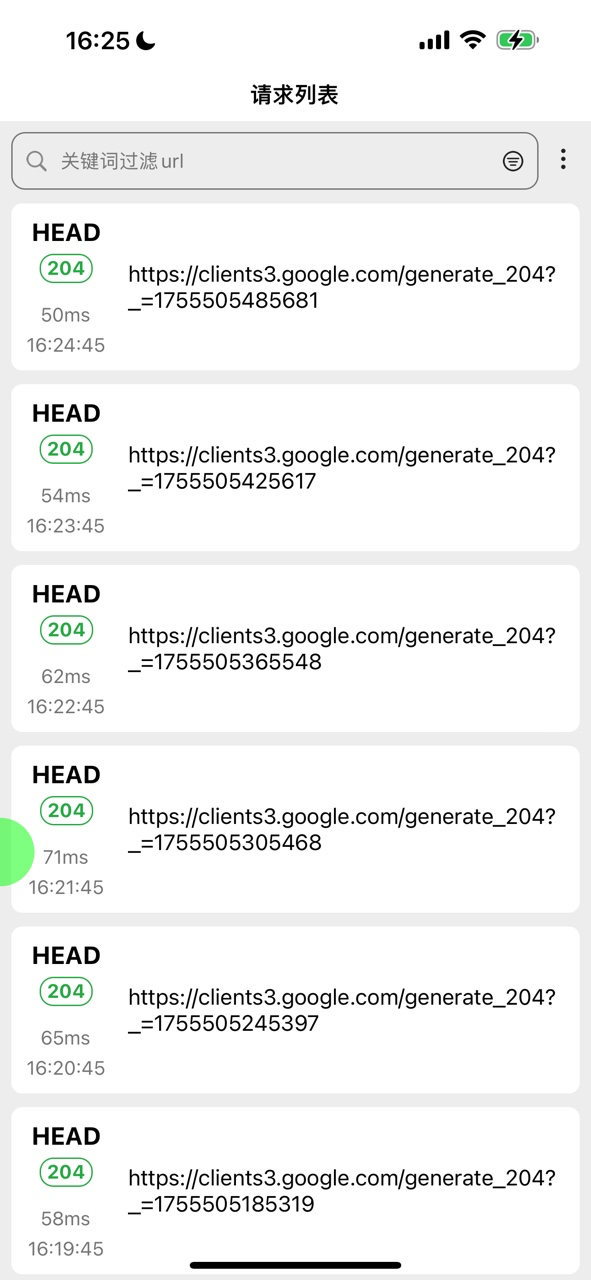 16:25
请求列表
关键词过滤url
HEAD
204
50ms
16:24:45
https://clients3.google.com/generate_204?
_=1755505485681
HEAD
204
54ms
16:23:45
https://clients3.google.com/generate_204?
_=1755505425617
HEAD
204
62ms
16:22:45
https://clients3.google.com/generate_204?
_=1755505365548
HEAD
204
71ms
16:21:45
https://clients3.google.com/generate_204?
_=1755505305468
HEAD
204
65ms
16:20:45
https://clients3.google.com/generate_204?
_=1755505245397
HEAD
204
58ms
16:19:45
https://clients3.google.com/generate_204?
_=1755505185319